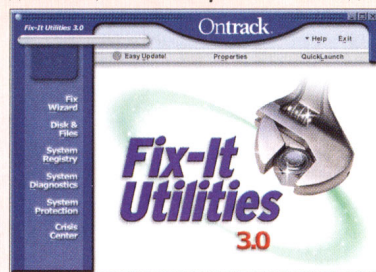 Fix-It Utilities 3.0
Ontrack
Help Exit
Easy Update! Properties QuickLaunch
Fix
Wizard
Disk &
Files
System
Registry
System
Diagnostics
System
Protection
Crisis
Center
Fix-It
Utilities
3.0